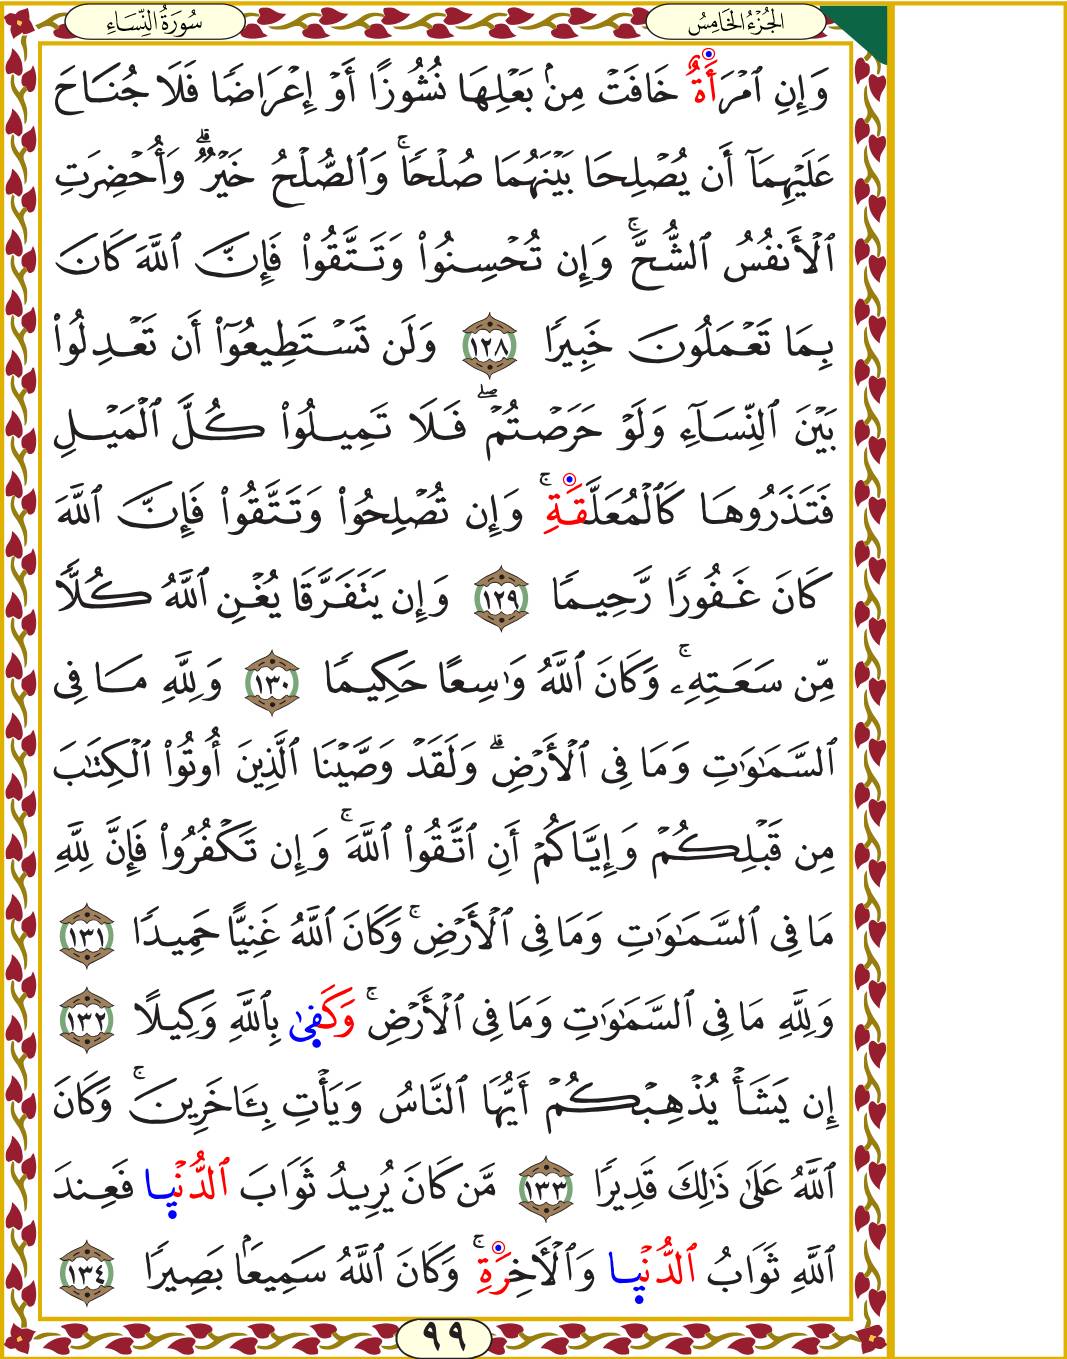 الجُزْءُ الخَامِسُ
سُورَةُ النِّسَاءِ
وَإِنِ ٱمۡرَأَةٌ خَافَتۡ مِنۢ بَعۡلِهَا نُشُوزًا أَوۡ إِعۡرَاضٗا فَلَا جُنَاحَ
عَلَيۡهِمَآ أَن يُصۡلِحَا بَيۡنَهُمَا صُلۡحٗاۚ وَٱلصُّلۡحُ خَيۡرٞۗ وَأُحۡضِرَتِ
ٱلۡأَنفُسُ ٱلشُّحَّۚ وَإِن تُحۡسِنُواْ وَتَتَّقُواْ فَإِنَّ ٱللَّهَ كَانَ
بِمَا تَعۡمَلُونَ خَبِيرٗا ١٢٨ وَلَن تَسۡتَطِيعُوٓاْ أَن تَعۡدِلُواْ
بَيۡنَ ٱلنِّسَآءِ وَلَوۡ حَرَصۡتُمۡۖ فَلَا تَمِيلُواْ كُلَّ ٱلۡمَيۡلِ
فَتَذَرُوهَا كَٱلۡمُعَلَّقَةِۚ وَإِن تُصۡلِحُواْ وَتَتَّقُواْ فَإِنَّ ٱللَّهَ
كَانَ غَفُورٗا رَّحِيمٗا ١٢٩ وَإِن يَتَفَرَّقَا يُغۡنِ ٱللَّهُ كُلّٗا
مِّن سَعَتِهِۦۚ وَكَانَ ٱللَّهُ وَٰسِعًا حَكِيمٗا ١٣٠ وَلِلَّهِ مَا فِي
ٱلسَّمَٰوَٰتِ وَمَا فِي ٱلۡأَرۡضِۗ وَلَقَدۡ وَصَّيۡنَا ٱلَّذِينَ أُوتُواْ ٱلۡكِتَٰبَ
مِن قَبۡلِكُمۡ وَإِيَّاكُمۡ أَنِ ٱتَّقُواْ ٱللَّهَۚ وَإِن تَكۡفُرُواْ فَإِنَّ لِلَّهِ
مَا فِي ٱلسَّمَٰوَٰتِ وَمَا فِي ٱلۡأَرۡضِۚ وَكَانَ ٱللَّهُ غَنِيًّا حَمِيدٗا ١٣١
وَلِلَّهِ مَا فِي ٱلسَّمَٰوَٰتِ وَمَا فِي ٱلۡأَرۡضِۚ وَكَفَىٰ بِٱللَّهِ وَكِيلًا ١٣٢
إِن يَشَأۡ يُذۡهِبۡكُمۡ أَيُّهَا ٱلنَّاسُ وَيَأۡتِ بِـَٔاخَرِينَۚ وَكَانَ
ٱللَّهُ عَلَىٰ ذَٰلِكَ قَدِيرٗا ١٣٣ مَّن كَانَ يُرِيدُ ثَوَابَ ٱلدُّنۡيَا فَعِندَ
ٱللَّهِ ثَوَابُ ٱلدُّنۡيَا وَٱلۡأٓخِرَةِۚ وَكَانَ ٱللَّهُ سَمِيعَۢا بَصِيرٗا ١٣٤
٩٩